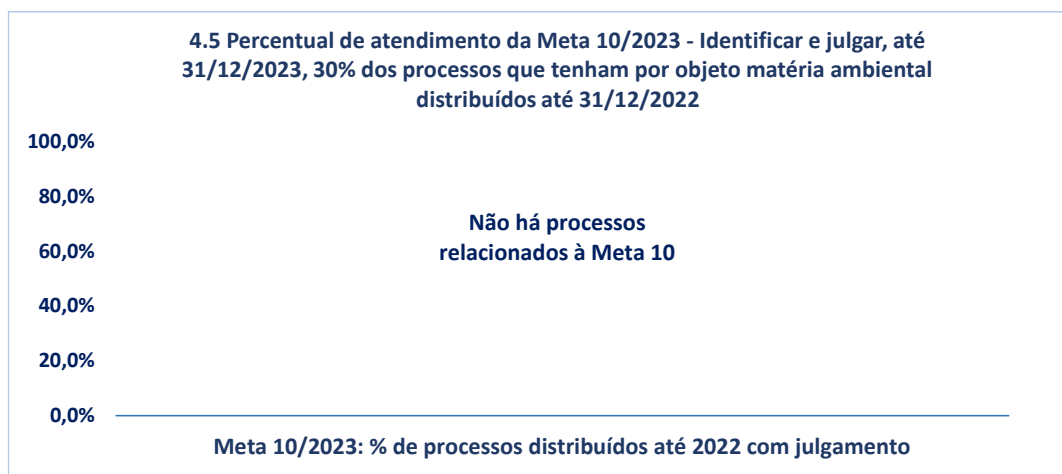 4.5 Percentual de atendimento da Meta 10/2023 - Identificar e julgar, até
31/12/2023, 30% dos processos que tenham por objeto matéria ambiental
distribuídos até 31/12/2022
100,0%
80,0%
Não há processos
relacionados à Meta 10
60,0%
40,0%
20,0%
0,0%
Meta 10/2023: % de processos distribuídos até 2022 com julgamento